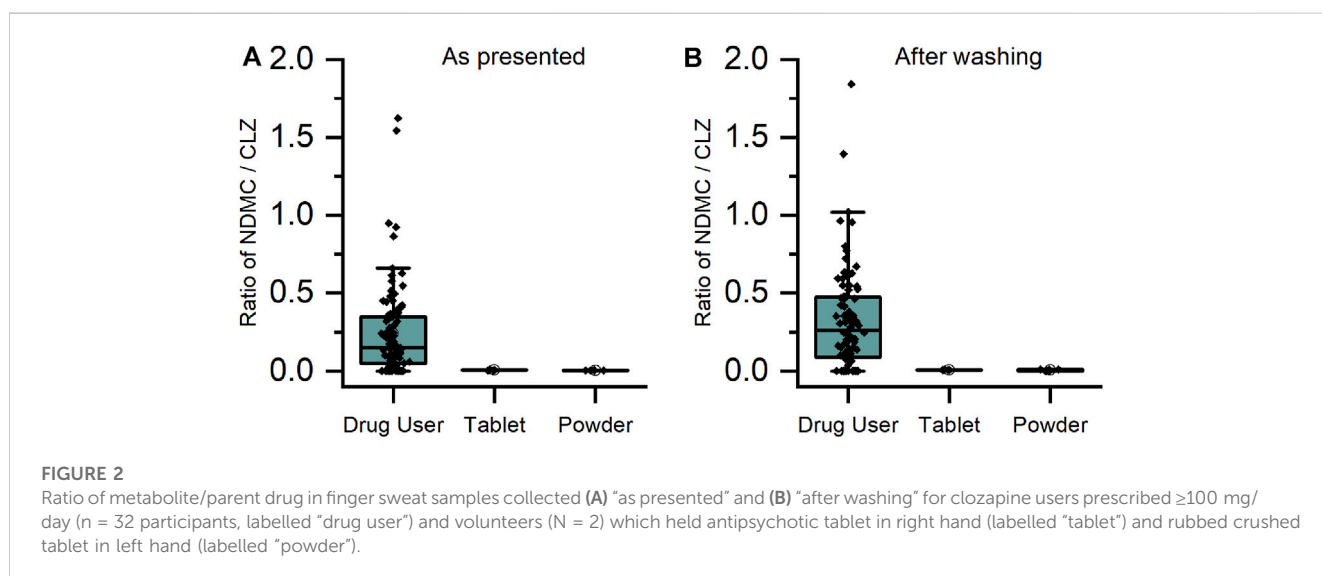 A
As presented
2.0
1.5
1.0
0.5
0.0
Ratio of NDMC / CLZ
Drug User Tablet Powder
B
After washing
2.0
1.5
1.0
0.5
0.0
Ratio of NDMC / CLZ
Drug User Tablet Powder
FIGURE 2
Ratio of metabolite/parent drug in finger sweat samples collected (A) “as presented” and (B) “after washing” for clozapine users prescribed ≥100 mg/
day (n = 32 participants, labelled “drug user”) and volunteers (N = 2) which held antipsychotic tablet in right hand (labelled “tablet”) and rubbed crushed
tablet in left hand (labelled “powder”).